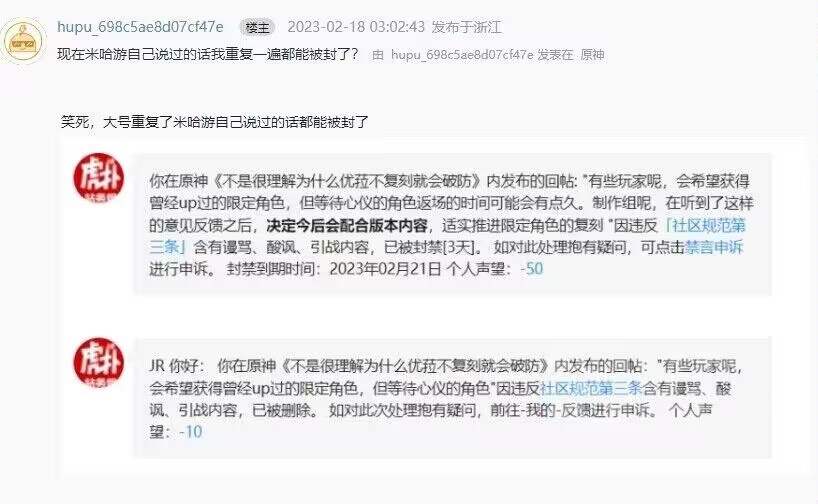 hupu_698c5ae8d07cf47e 楼主 2023-02-18 03:02:43 发布于浙江
现在米哈游自己说过的话我重复一遍都能被封了？ 由 hupu_698c5ae8d07cf47e 发表在 原神
笑死，大号重复了米哈游自己说过的话都能被封了
虎扑
你在原神《不是很理解为什么优菈不复刻就会破防》内发布的回帖: "有些玩家呢，会希望获得
曾经up过的限定角色，但等待心仪的角色返场的时间可能会有点久。制作组呢，在听到了这样
的意见反馈之后，决定今后会配合版本内容，适实推进限定角色的复刻 "因违反「社区规范第
三条」含有谩骂、酸讽、引战内容，已被封禁[3天]。 如对此处理抱有疑问，可点击禁言申诉
进行申诉。 封禁到期时间：2023年02月21日 个人声望：-50
虎扑
JR 你好： 你在原神《不是很理解为什么优菈不复刻就会破防》内发布的回帖："有些玩家呢，
会希望获得曾经up过的限定角色，但等待心仪的角色"因违反社区规范第三条含有谩骂、酸
讽、引战内容，已被删除。 如对此次处理抱有疑问，前往-我的-反馈进行申诉。 个人声
望：-10